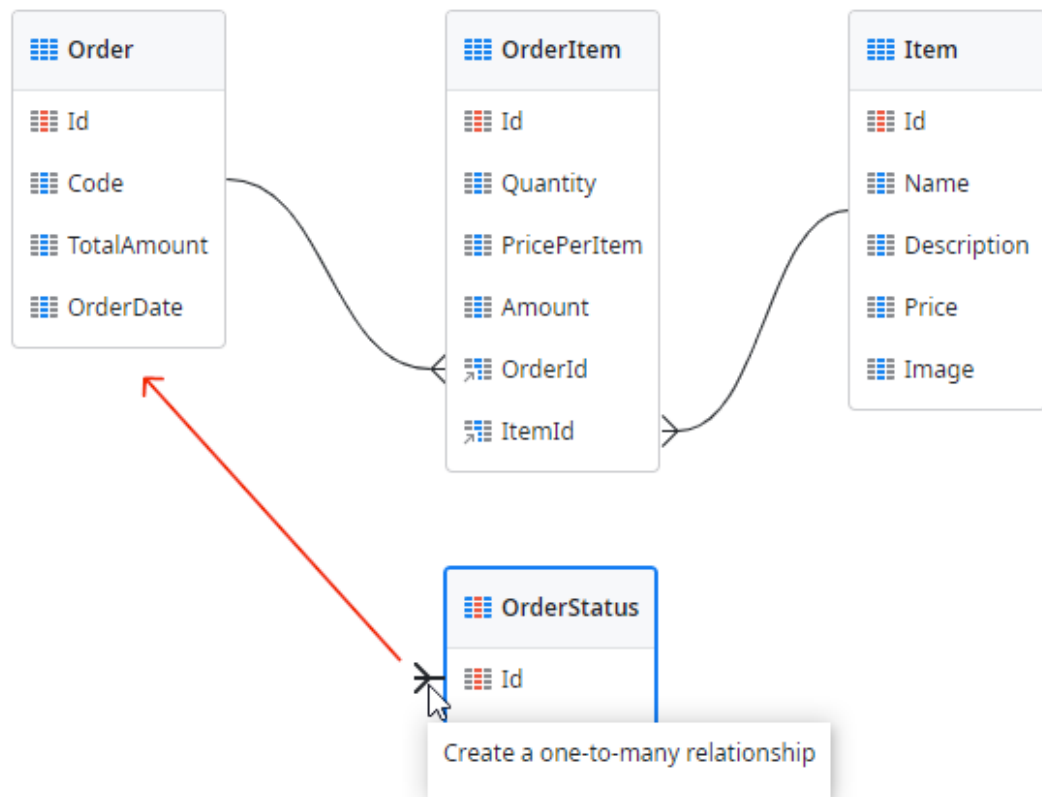 Order
Id
Code
TotalAmount
OrderDate
OrderItem
Id
Quantity
PricePerItem
Amount
OrderId
ItemId
Item
Id
Name
Description
Price
Image
OrderStatus
Id
Create a one-to-many relationship